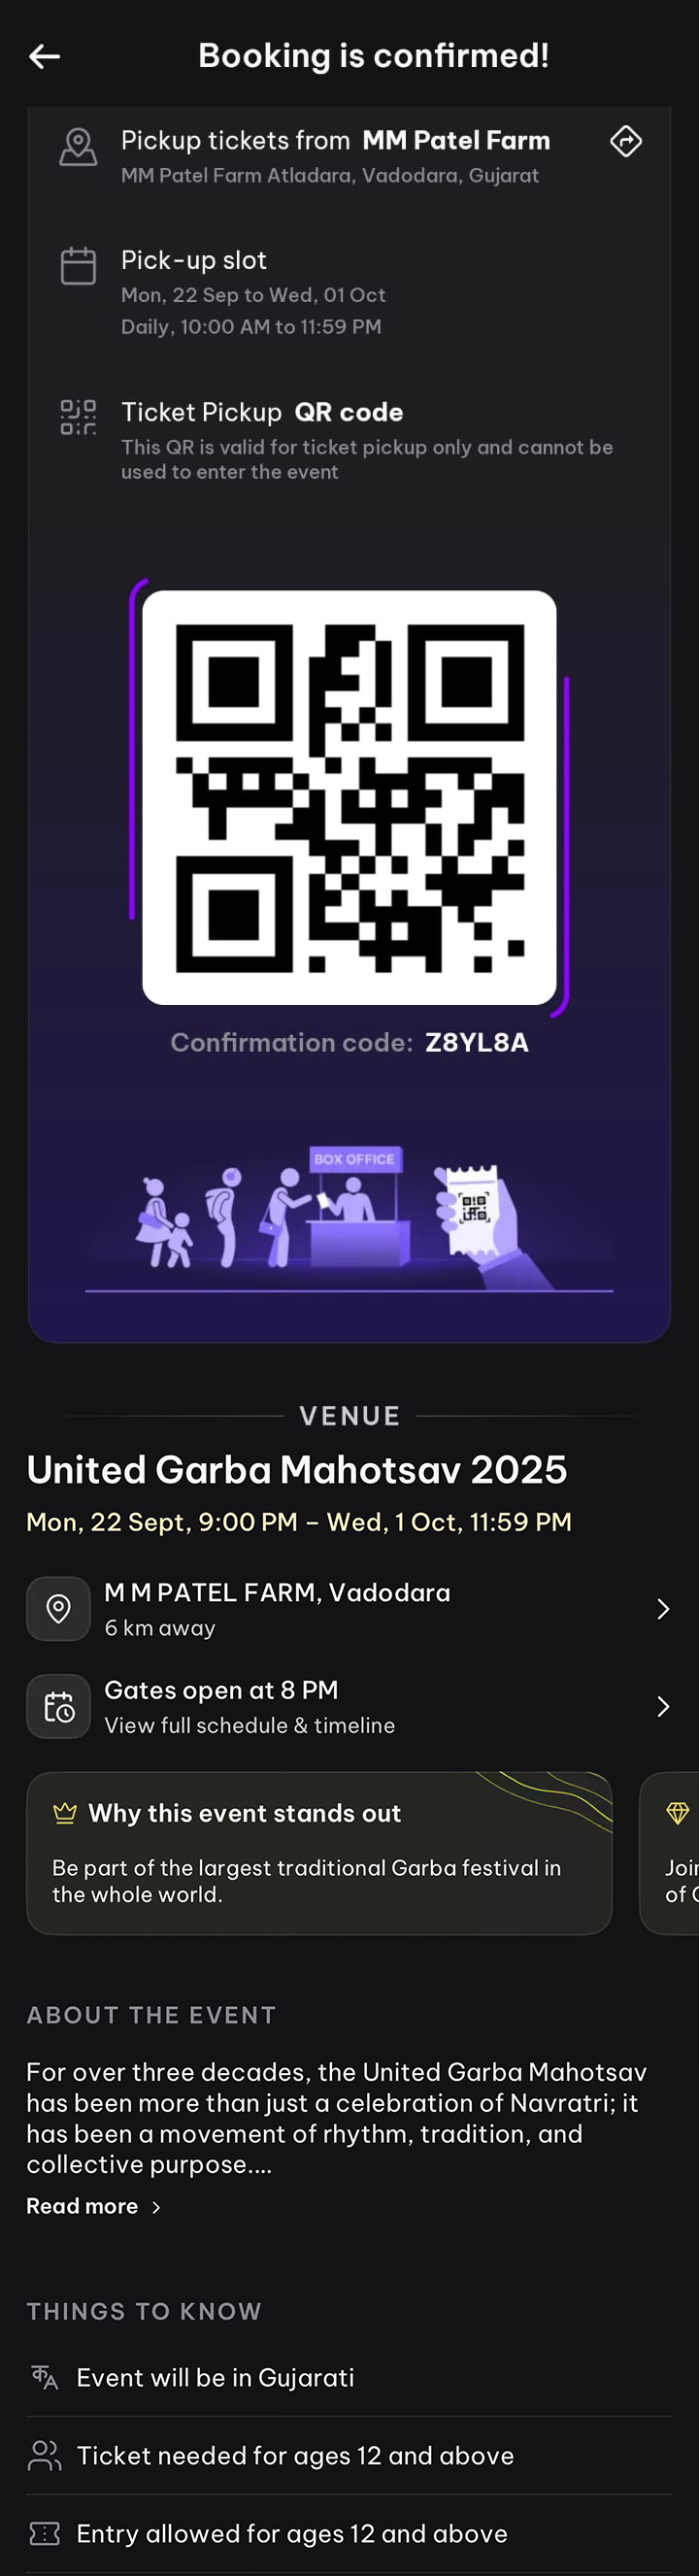 Booking is confirmed!
Pickup tickets from MM Patel Farm
MM Patel Farm Atladara, Vadodara, Gujarat
Pick-up slot
Mon, 22 Sep to Wed, 01 Oct
Daily, 10:00 AM to 11:59 PM
Ticket Pickup QR code
This QR is valid for ticket pickup only and cannot be
used to enter the event
Confirmation code: Z8YL8A
BOX OFFICE
VENUE
United Garba Mahotsav 2025
Mon, 22 Sept, 9:00 PM – Wed, 1 Oct, 11:59 PM
M M PATEL FARM, Vadodara
6 km away
Gates open at 8 PM
View full schedule & timeline
Why this event stands out
Be part of the largest traditional Garba festival in
the whole world.
of
ABOUT THE EVENT
For over three decades, the United Garba Mahotsav
has been more than just a celebration of Navratri; it
has been a movement of rhythm, tradition, and
collective purpose....
Read more
THINGS TO KNOW
Event will be in Gujarati
Ticket needed for ages 12 and above
Entry allowed for ages 12 and above